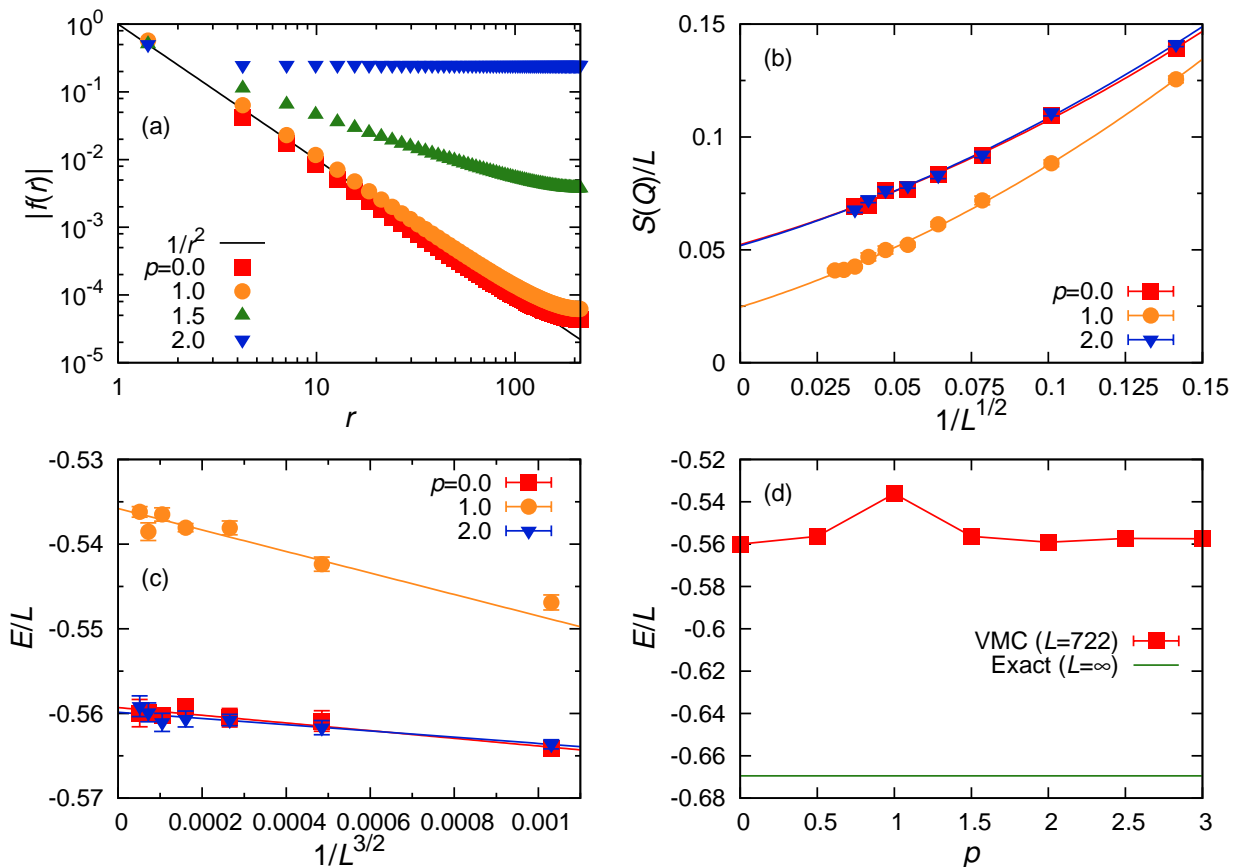 10^0
10^-1
10^-2
10^-3
10^-4
10^-5
|f(r)|
(a)
1/r^2
p=0.0
1.0
1.5
2.0
1 10 100
r
0.15
0.10
0.05
0
S(Q)/L
(b)
p=0.0
1.0
2.0
0 0.025 0.05 0.075 0.1 0.125 0.15
1/L^1/2
-0.53
-0.54
-0.55
-0.56
-0.57
E/L
(c)
p=0.0
1.0
2.0
0 0.0002 0.0004 0.0006 0.0008 0.001
1/L^3/2
-0.52
-0.54
-0.56
-0.58
-0.6
-0.62
-0.64
-0.66
-0.68
E/L
(d)
VMC (L=722)
Exact (L=∞)
0 0.5 1 1.5 2 2.5 3
p